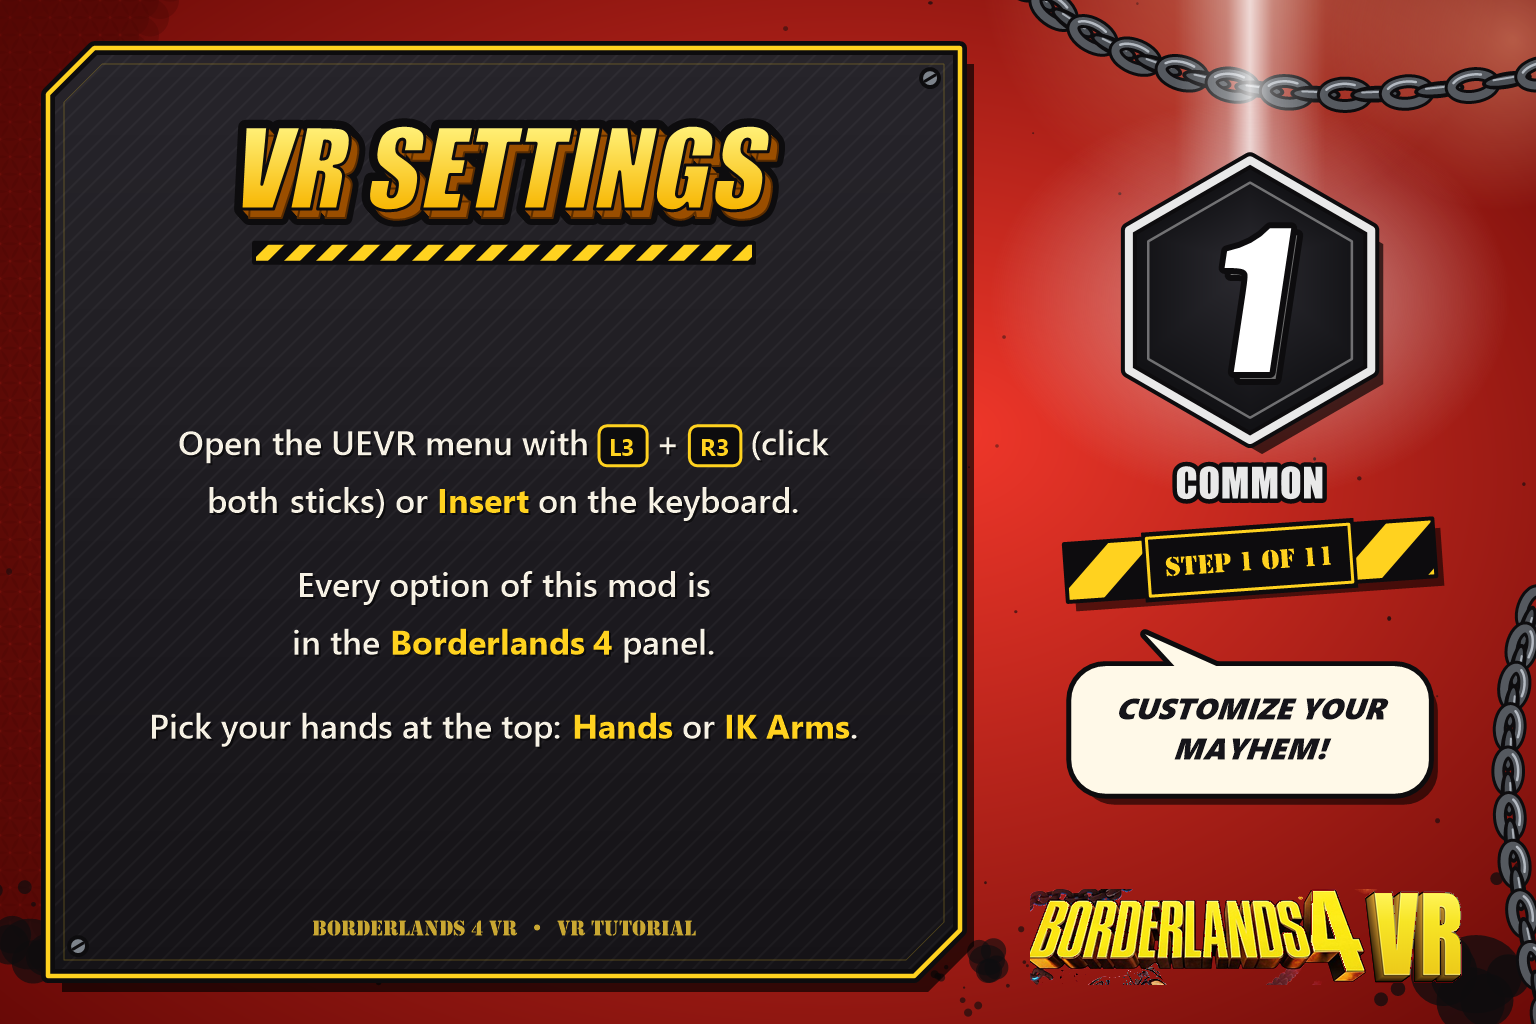 VR SETTINGS
Open the UEVR menu with L3 + R3 (click
both sticks) or Insert on the keyboard.
Every option of this mod is
in the Borderlands 4 panel.
Pick your hands at the top: Hands or IK Arms.
BORDERLANDS 4 VR • VR TUTORIAL
1
COMMON
STEP 1 OF 11
CUSTOMIZE YOUR
MAYHEM!
BORDERLANDS 4 VR